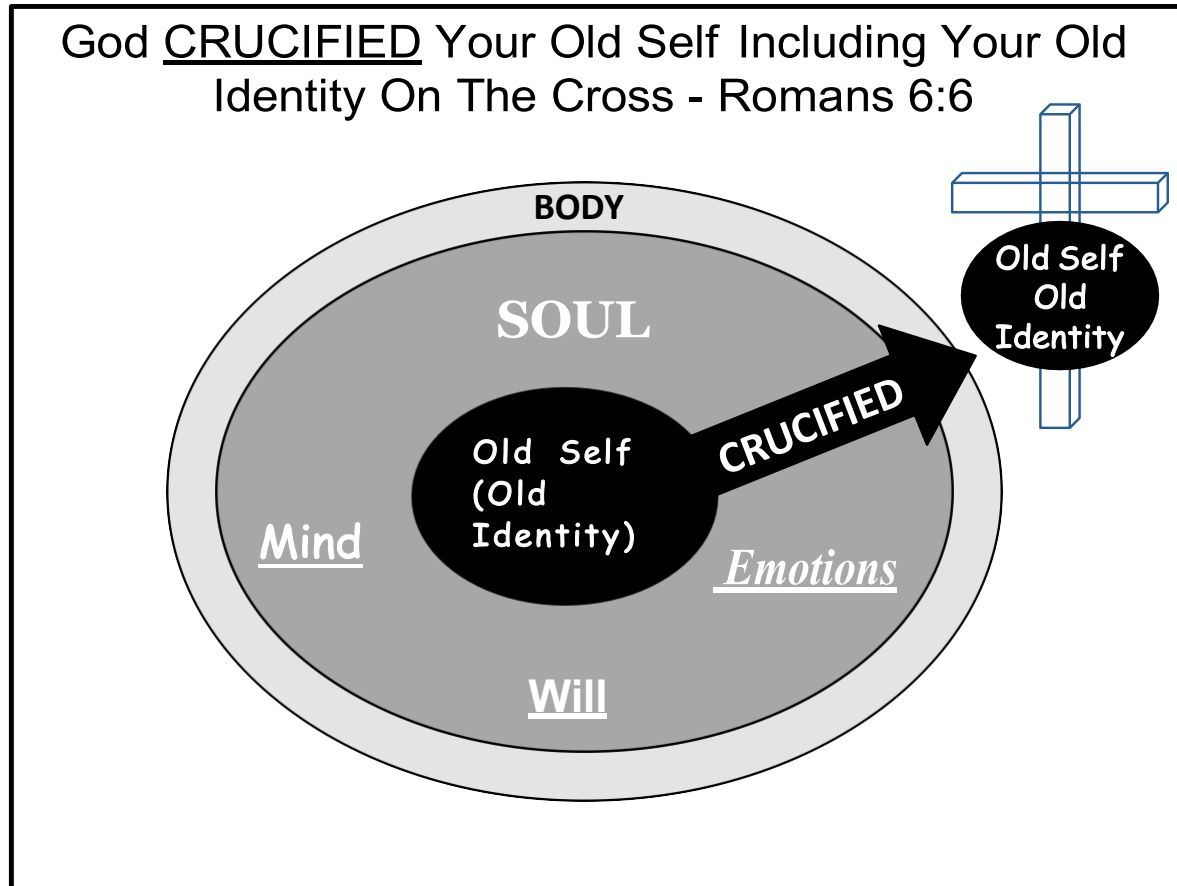 God CRUCIFIED Your Old Self Including Your Old
Identity On The Cross - Romans 6:6
BODY
Old Self
Old
Identity
SOUL
CRUCIFIED
Old Self
(Old
Identity)
Mind
Emotions
Will